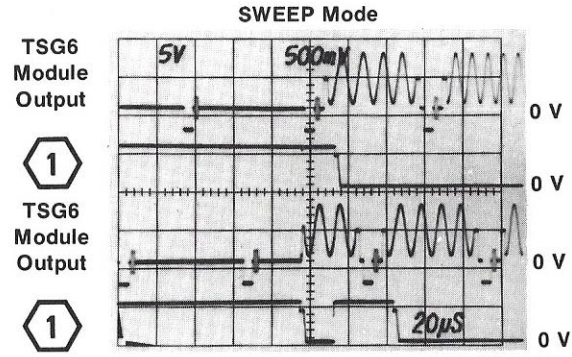 SWEEP Mode
TSG6
Module
Output
5V
500mV
0 V
1
0 V
TSG6
Module
Output
0 V
1
20μS
0 V